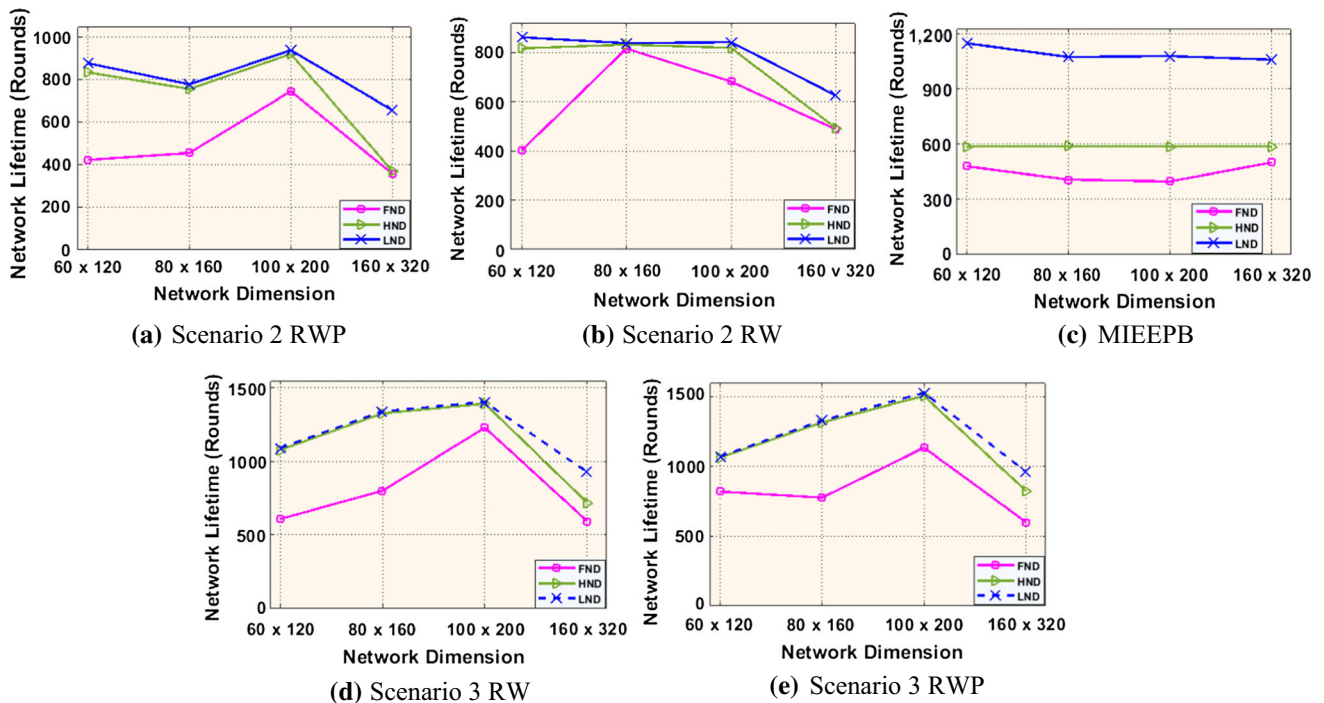 Network Lifetime (Rounds)
1000
800
600
400
200
0
FND
HND
LND
60 x 120 80 x 160 100 x 200 160 x 320
Network Dimension
(a) Scenario 2 RWP
Network Lifetime (Rounds)
800
600
400
200
0
FND
HND
LND
60 x 120 80 x 160 100 x 200 160 v 320
Network Dimension
(b) Scenario 2 RW
Network Lifetime (Rounds)
1,200
900
600
300
0
FND
HND
LND
60 x 120 80 x 160 100 x 200 160 x 320
Network Dimension
(c) MIEEPB
Network Lifetime (Rounds)
1500
1000
500
0
FND
HND
LND
60 x 120 80 x 160 100 x 200 160 x 320
Network Dimension
(d) Scenario 3 RW
Network Lifetime (Rounds)
1500
1000
500
0
FND
HND
LND
60 x 120 80 x 160 100 x 200 160 x 320
Network Dimension
(e) Scenario 3 RWP